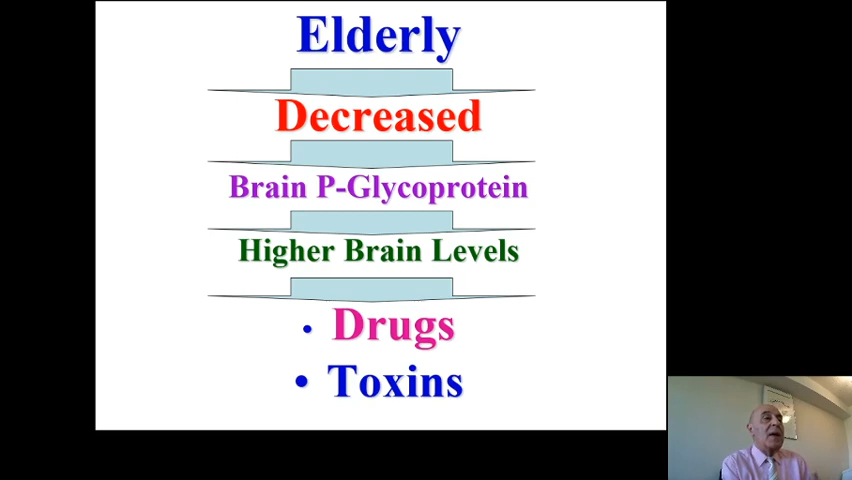 Elderly
Decreased
Brain P-Glycoprotein
Higher Brain Levels
• Drugs
• Toxins